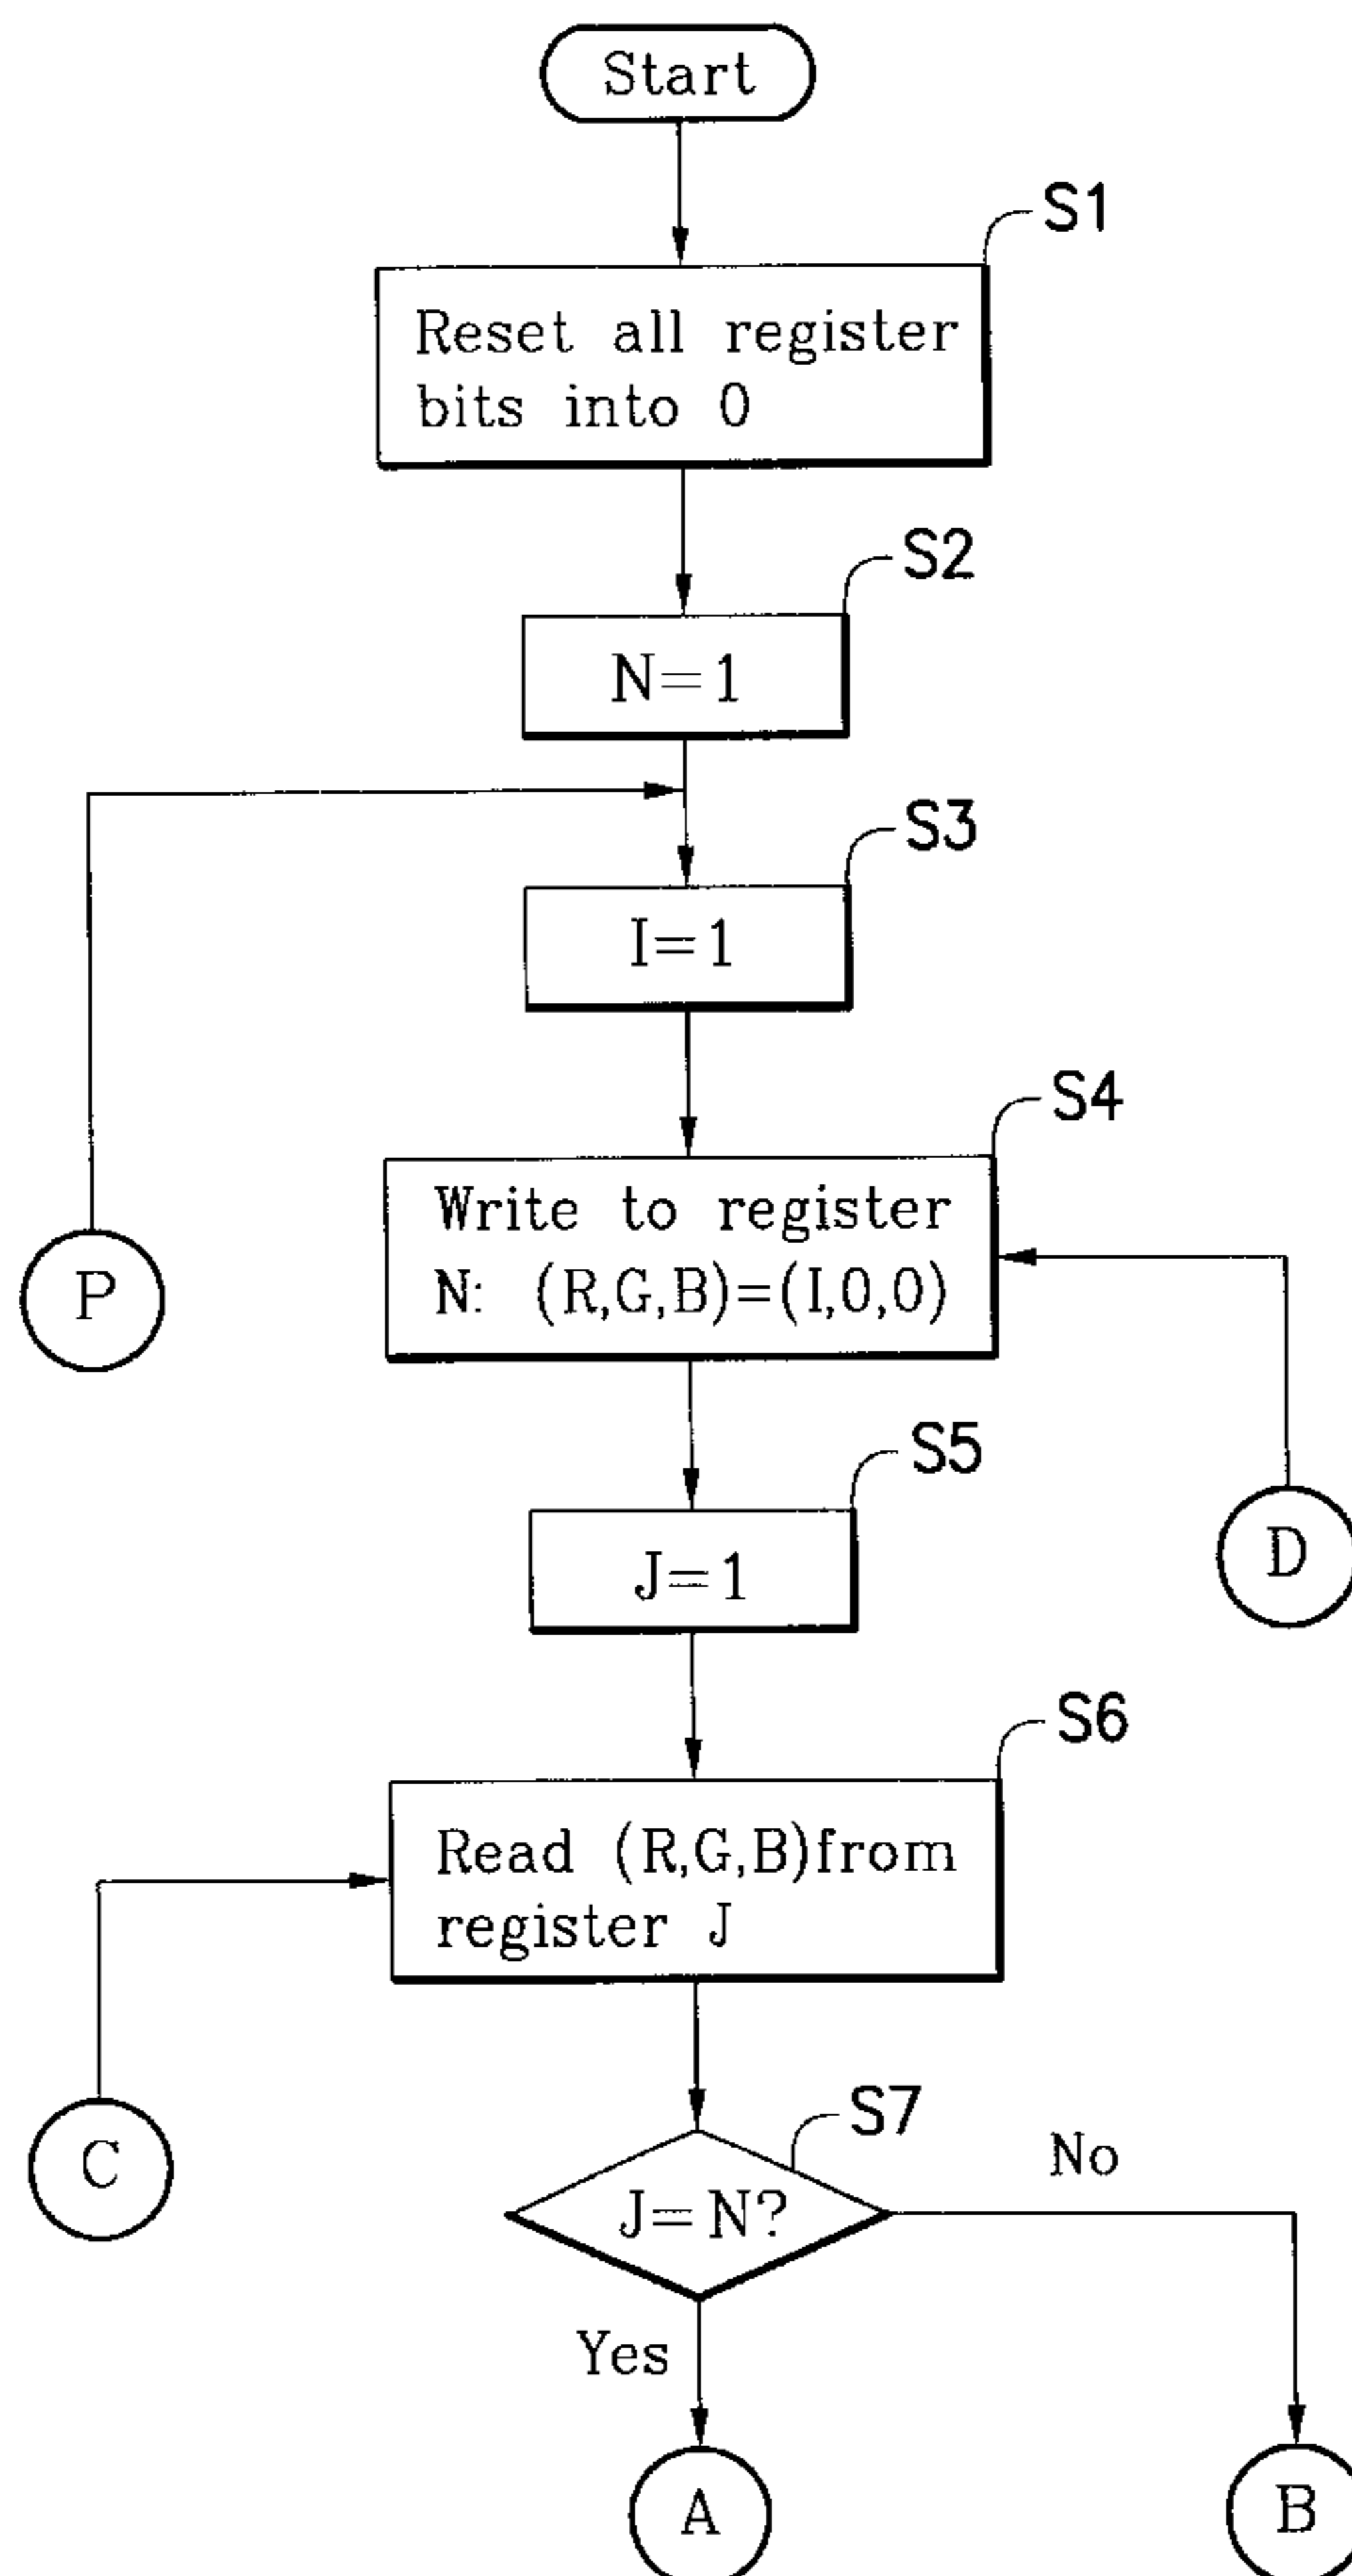 Start
S1
Reset all register
bits into 0
S2
N=1
S3
I=1
S4
Write to register
N: (R,G,B)=(I,0,0)
P
S5
J=1
D
S6
Read (R,G,B)from
register J
C
S7
J=N?
No
Yes
A
B